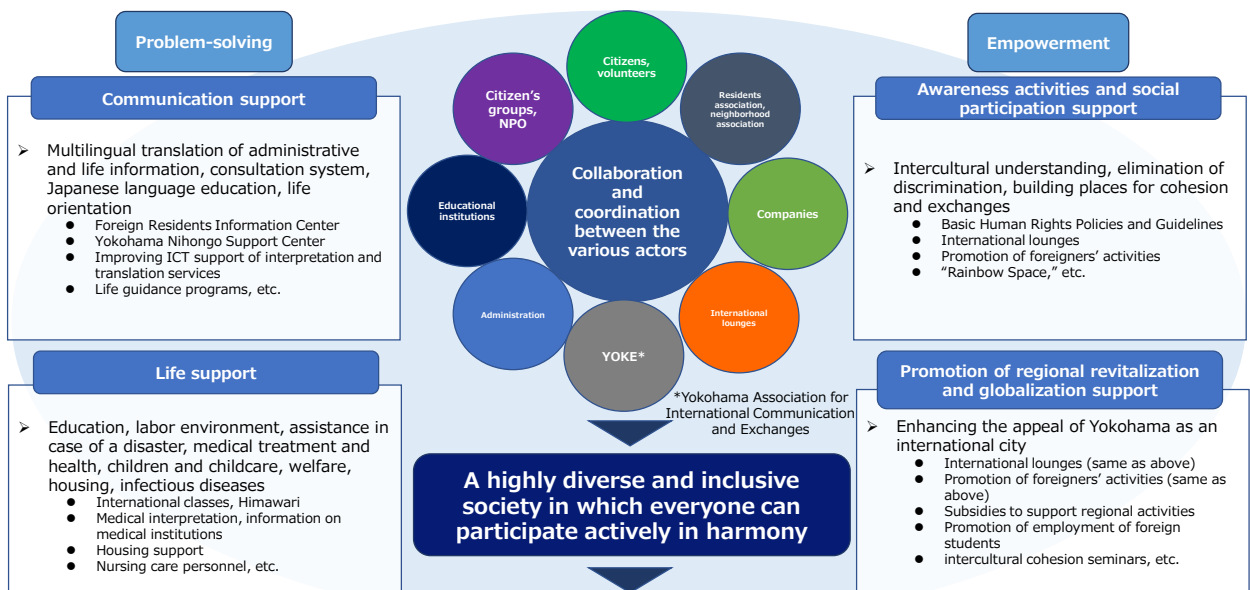 Problem-solving
Communication support
➢ Multilingual translation of administrative
and life information, consultation system,
Japanese language education, life
orientation
● Foreign Residents Information Center
● Yokohama Nihongo Support Center
● Improving ICT support of interpretation and
translation services
● Life guidance programs, etc.
Life support
➢ Education, labor environment, assistance in
case of a disaster, medical treatment and
health, children and childcare, welfare,
housing, infectious diseases
● International classes, Himawari
● Medical interpretation, information on
medical institutions
● Housing support
● Nursing care personnel, etc.
Citizens,
volunteers
Citizen's
groups,
NPO
Residents
association,
neighborhood
association
Educational
institutions
Collaboration
and
coordination
between the
various actors
Companies
Administration
International
lounges
YOKE*
*Yokohama Association for
International Communication
and Exchanges
A highly diverse and inclusive
society in which everyone can
participate actively in harmony
Empowerment
Awareness activities and social
participation support
➢ Intercultural understanding, elimination of
discrimination, building places for cohesion
and exchanges
● Basic Human Rights Policies and Guidelines
● International lounges
● Promotion of foreigners' activities
● “Rainbow Space,” etc.
Promotion of regional revitalization
and globalization support
➢ Enhancing the appeal of Yokohama as an
international city
● International lounges (same as above)
● Promotion of foreigners' activities (same as
above)
● Subsidies to support regional activities
● Promotion of employment of foreign
students
● intercultural cohesion seminars, etc.